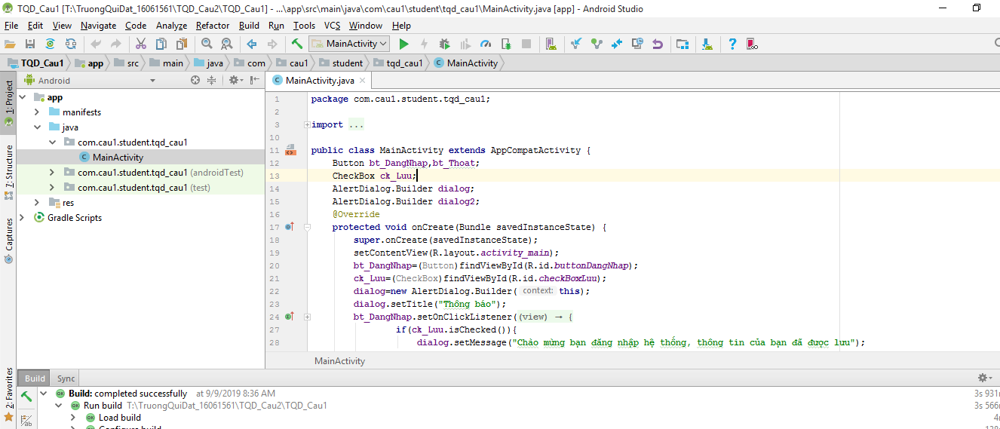 TQD_Cau1 [T:\TruongQuiDat_16061561\TQD_Cau2\TQD_Cau1] - ...\app\src\main\java\com\cau1\student\tqd_cau1\MainActivity.java [app] - Android Studio
File Edit View Navigate Code Analyze Refactor Build Run Tools VCS Window Help
MainActivity
TQD_Cau1 app src main java com cau1 student tqd_cau1 MainActivity
1: Project
7: Structure
Captures
2: Favorites
Android
app
manifests
java
com.cau1.student.tqd_cau1
MainActivity
com.cau1.student.tqd_cau1 (androidTest)
com.cau1.student.tqd_cau1 (test)
res
Gradle Scripts
MainActivity.java
1 package com.cau1.student.tqd_cau1;
2
3 import ...
10
11 public class MainActivity extends AppCompatActivity {
12 Button bt_DangNhap,bt_Thoat;
13 CheckBox ck_Luu;
14 AlertDialog.Builder dialog;
15 AlertDialog.Builder dialog2;
16 @Override
17 protected void onCreate(Bundle savedInstanceState) {
18 super.onCreate(savedInstanceState);
19 setContentView(R.layout.activity_main);
20 bt_DangNhap=(Button)findViewById(R.id.buttonDangNhap);
21 ck_Luu=(CheckBox)findViewById(R.id.checkBoxLuu);
22 dialog=new AlertDialog.Builder( context: this);
23 dialog.setTitle("Thông báo");
24 bt_DangNhap.setOnClickListener((view) → {
27 if(ck_Luu.isChecked()){
28 dialog.setMessage("Chào mừng bạn đăng nhập hệ thống, thông tin của bạn đã được lưu");
MainActivity
Build Sync
Build: completed successfully at 9/9/2019 8:36 AM 3s 931
Run build T:\TruongQuiDat_16061561\TQD_Cau2\TQD_Cau1 3s 566
Load build
Configure build